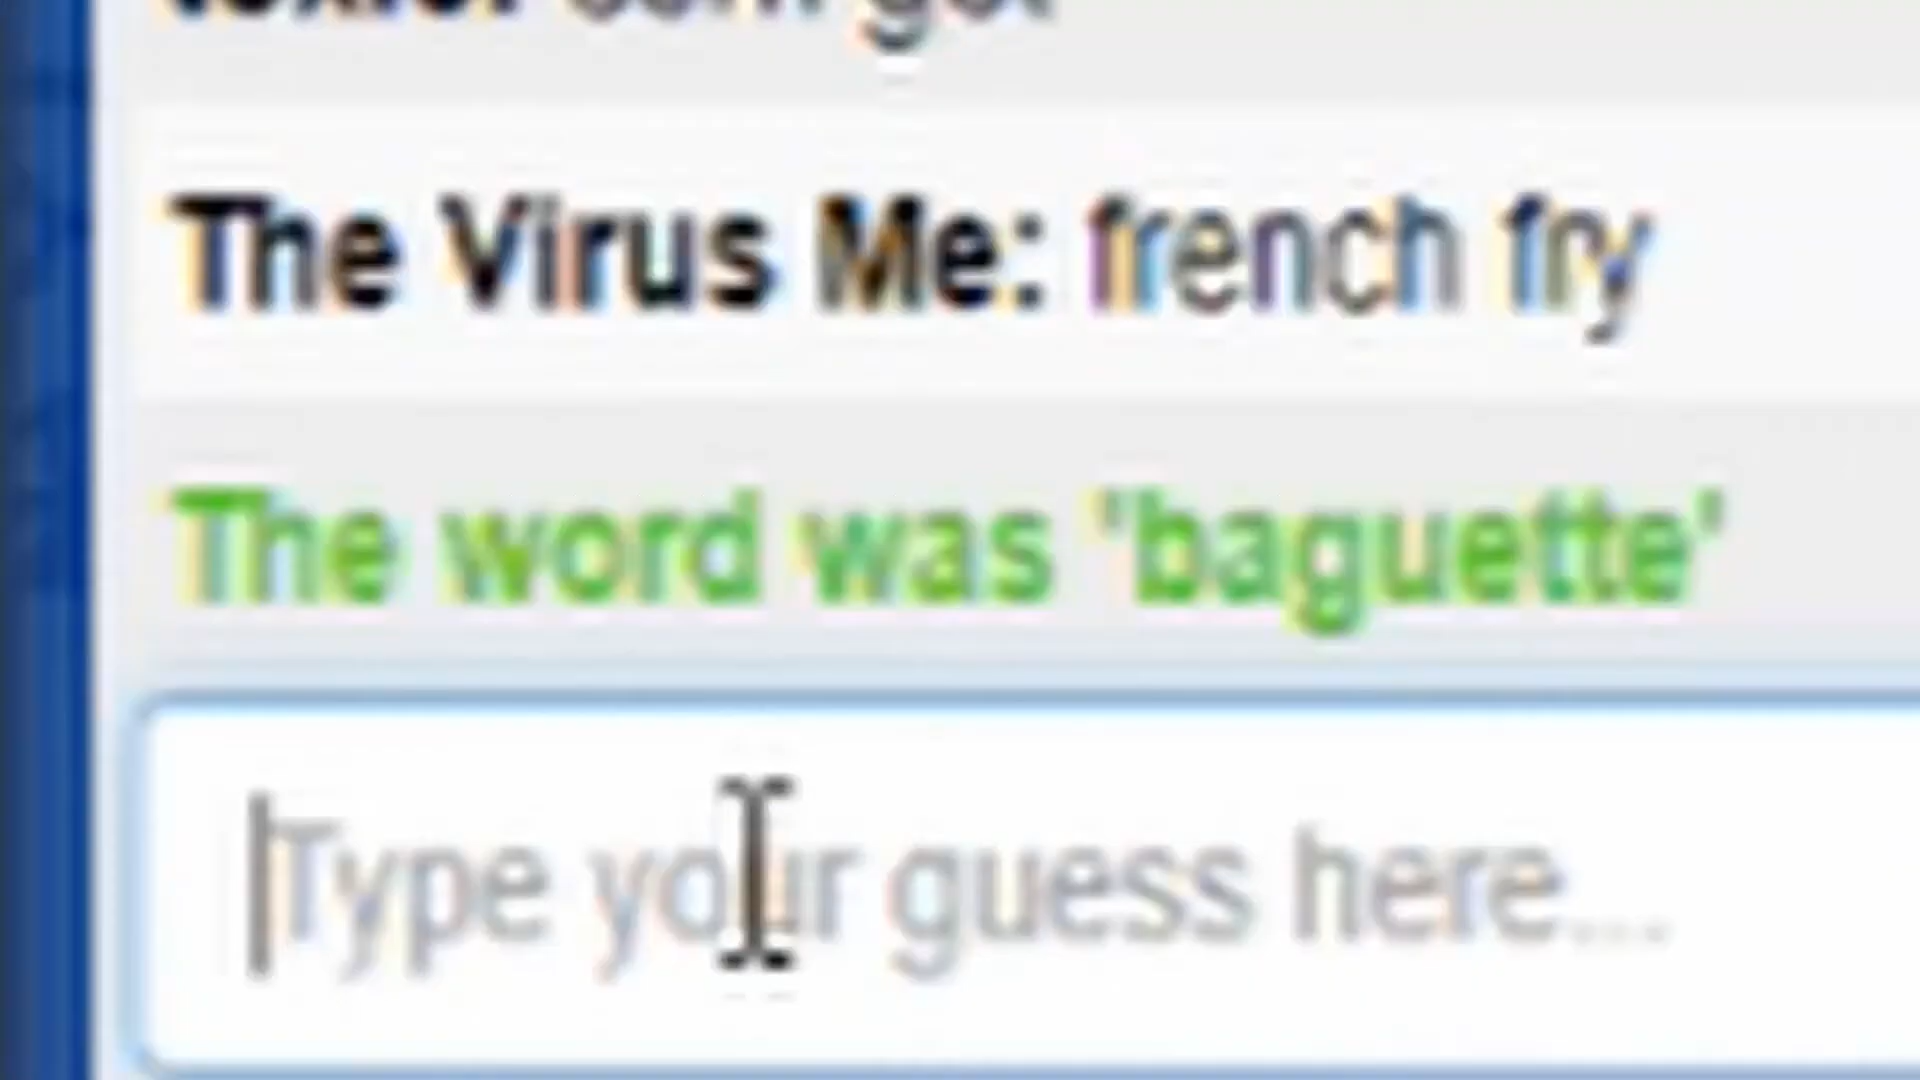 The Virus Me: french fry
The word was 'baguette'
Type your guess here...